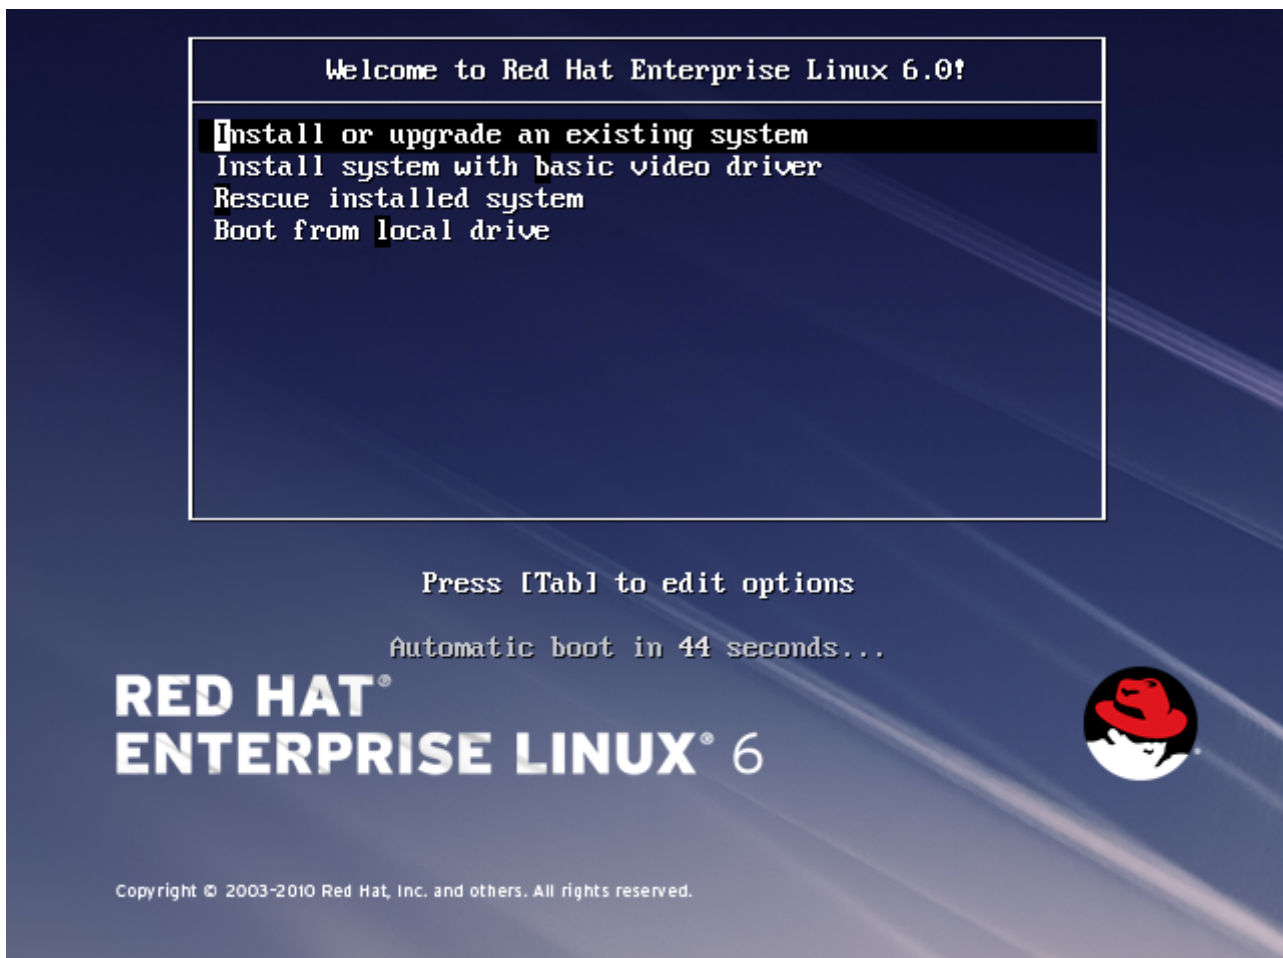 Welcome to Red Hat Enterprise Linux 6.0!
Install or upgrade an existing system
Install system with basic video driver
Rescue installed system
Boot from local drive
Press [Tab] to edit options
Automatic boot in 44 seconds...
RED HAT®
ENTERPRISE LINUX® 6
Copyright © 2003-2010 Red Hat, Inc. and others. All rights reserved.